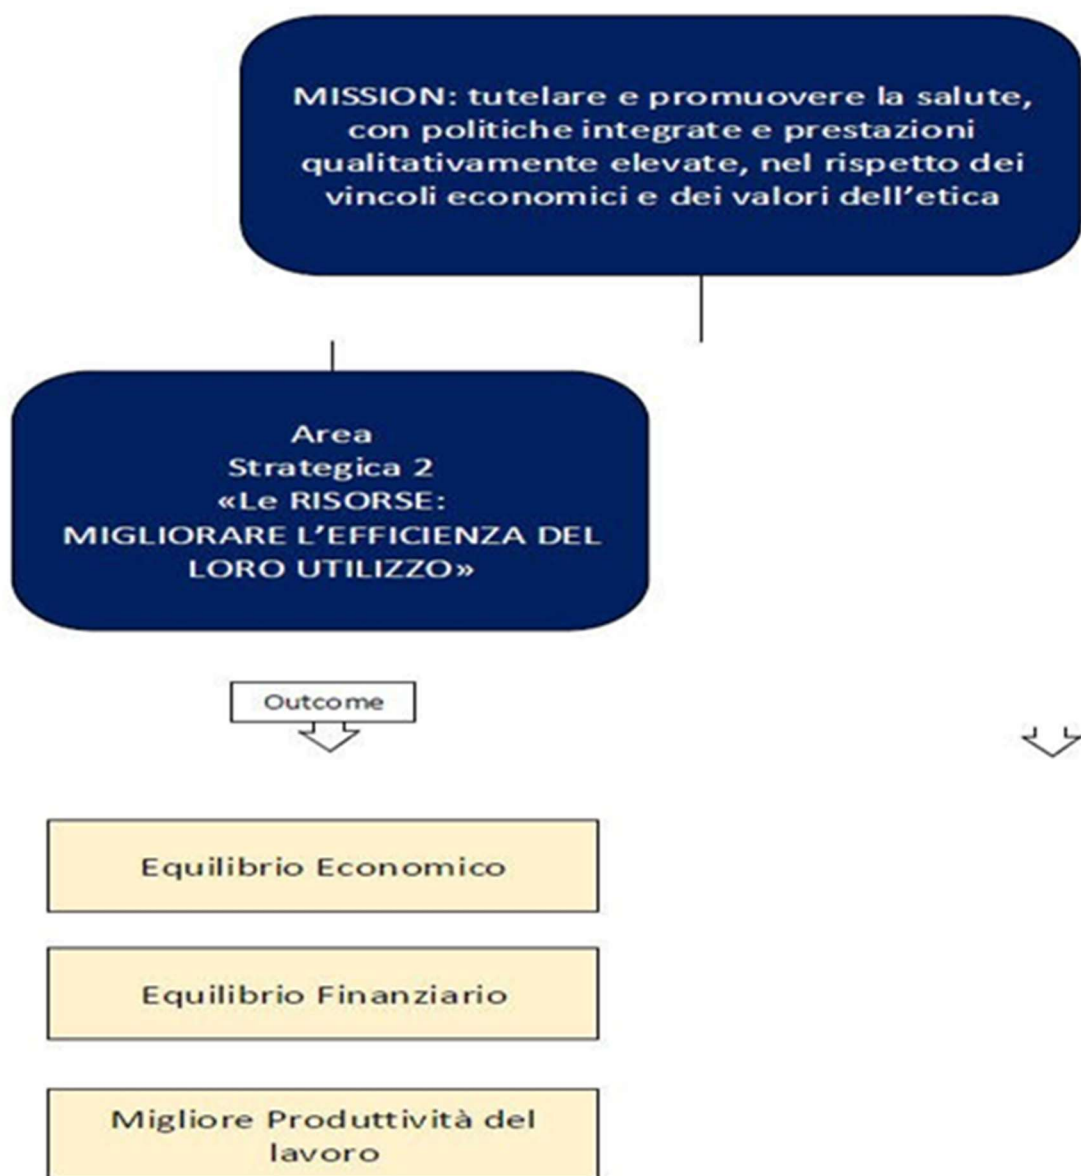 MISSION: tutelare e promuovere la salute,
con politiche integrate e prestazioni
qualitativamente elevate, nel rispetto dei
vincoli economici e dei valori dell'etica
Area
Strategica 2
«Le RISORSE:
MIGLIORARE L'EFFICIENZA DEL
LORO UTILIZZO»
Outcome
Equilibrio Economico
Equilibrio Finanziario
Migliore Produttività del
lavoro